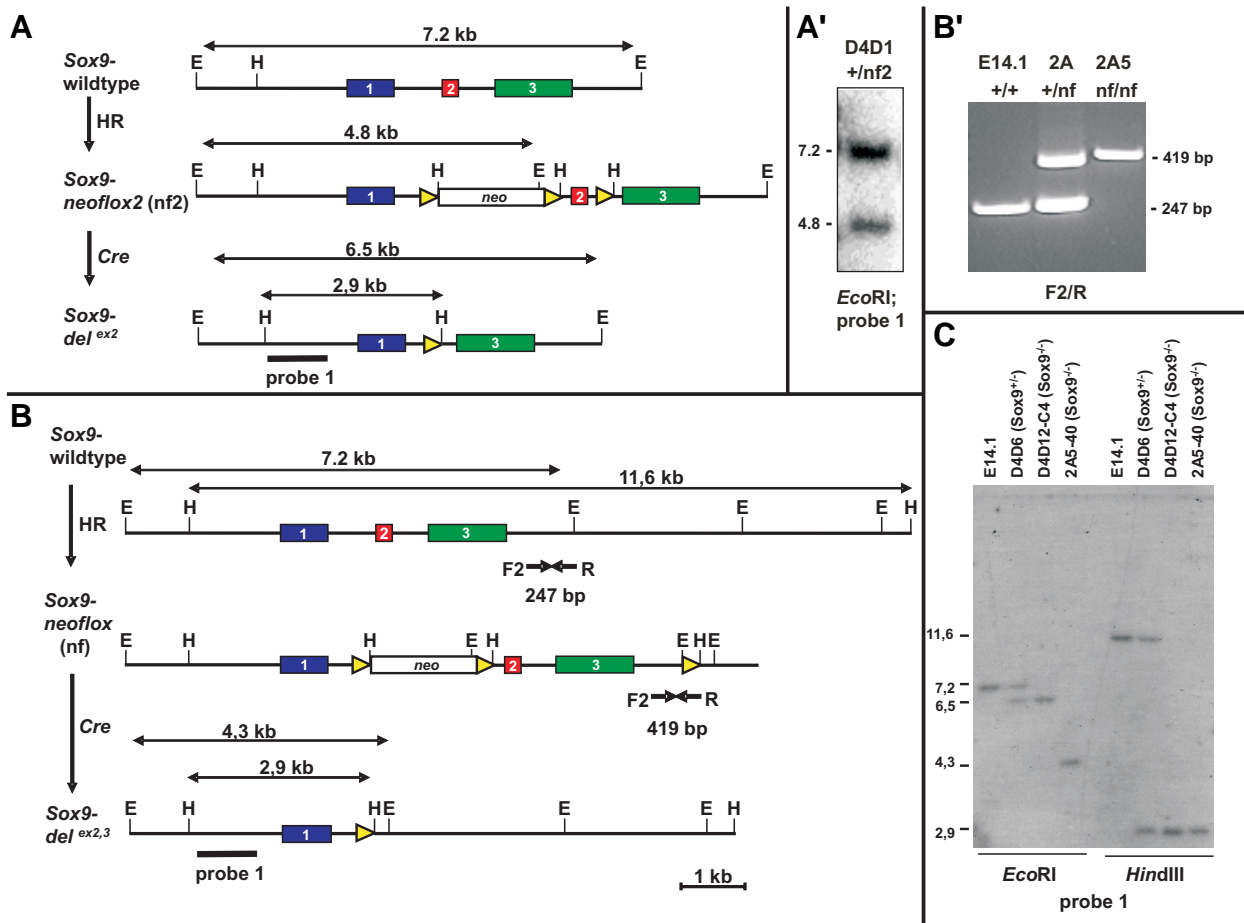 A
7.2 kb
Sox9-
wildtype
E H E
1 2 3
HR
4.8 kb
Sox9-
neoflox2 (nf2)
E H H E H H E
1 neo 2 3
Cre
6.5 kb
2,9 kb
Sox9-
del ex2
E H H E
1 3
probe 1
A'
D4D1
+/nf2
7.2 -
4.8 -
EcoRI;
probe 1
B'
E14.1 2A 2A5
+/+ +/nf nf/nf
- 419 bp
- 247 bp
F2/R
B
Sox9-
wildtype
7.2 kb
11,6 kb
E H E E E H
1 2 3
HR
F2 R
247 bp
Sox9-
neoflox
(nf)
E H H E H E H E
1 neo 2 3
F2 R
419 bp
Cre
4,3 kb
2,9 kb
Sox9-
del ex2,3
E H H E E E H
1
probe 1
1 kb
C
E14.1
D4D6 (Sox9+/-)
D4D12-C4 (Sox9-/-)
2A5-40 (Sox9-/-)
E14.1
D4D6 (Sox9+/-)
D4D12-C4 (Sox9-/-)
2A5-40 (Sox9-/-)
11,6 –
7,2 –
6,5 –
4,3 –
2,9 –
EcoRI HindIII
probe 1